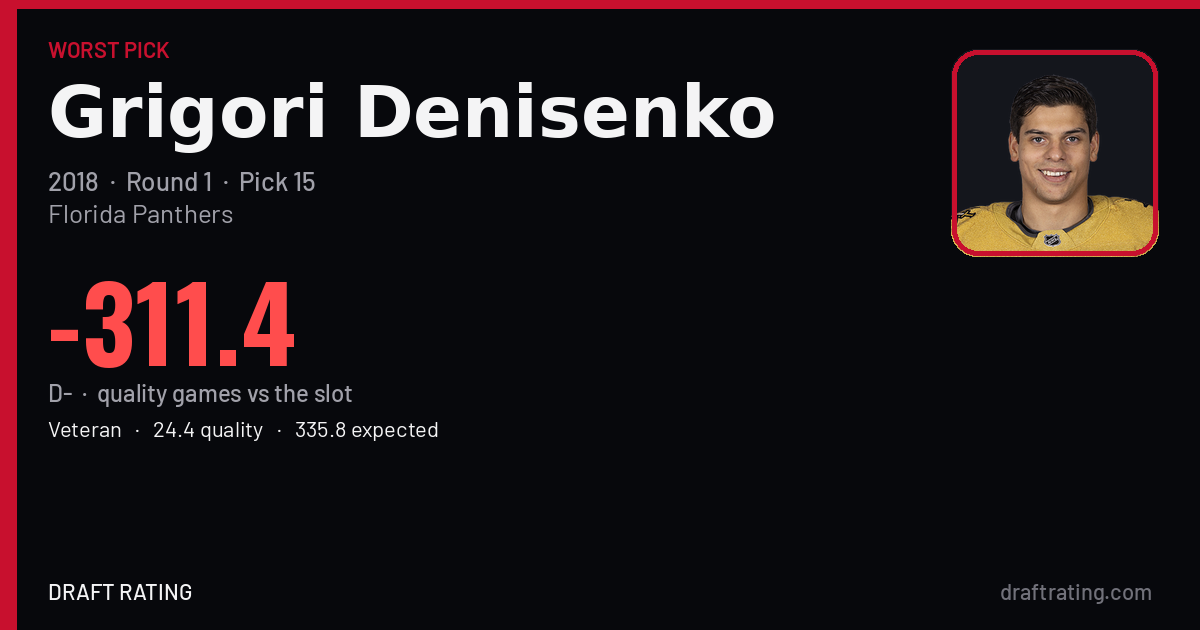 WORST PICK
Grigori Denisenko
2018 · Round 1 · Pick 15
Florida Panthers
-311.4
D- · quality games vs the slot
Veteran · 24.4 quality · 335.8 expected
DRAFT RATING
draftrating.com